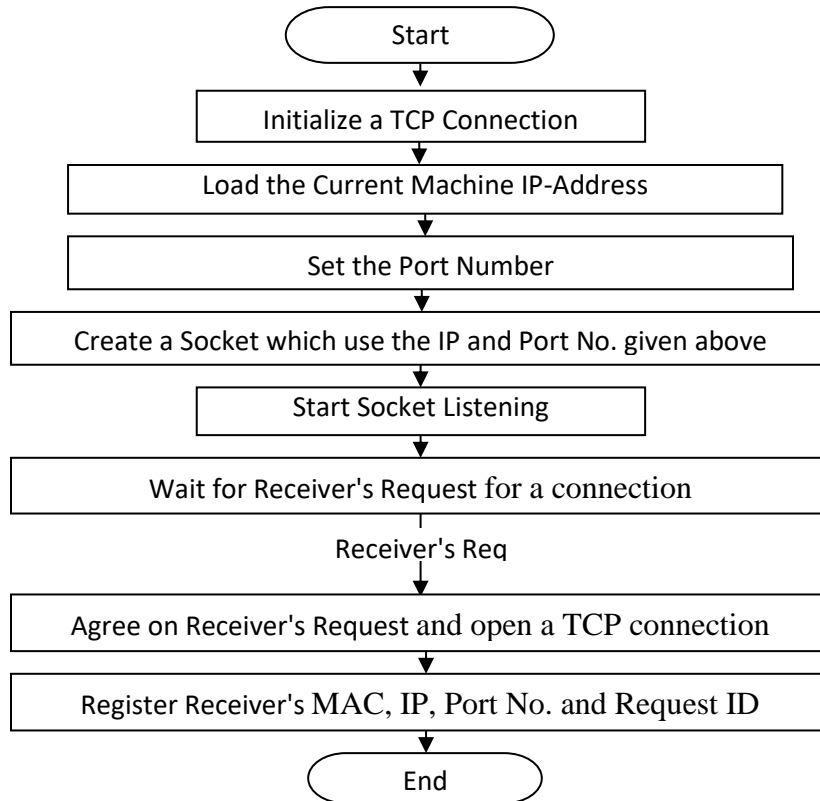 Start
Initialize a TCP Connection
Load the Current Machine IP-Address
Set the Port Number
Create a Socket which use the IP and Port No. given above
Start Socket Listening
Wait for Receiver's Request for a connection
Receiver's Req
Agree on Receiver's Request and open a TCP connection
Register Receiver's MAC, IP, Port No. and Request ID
End